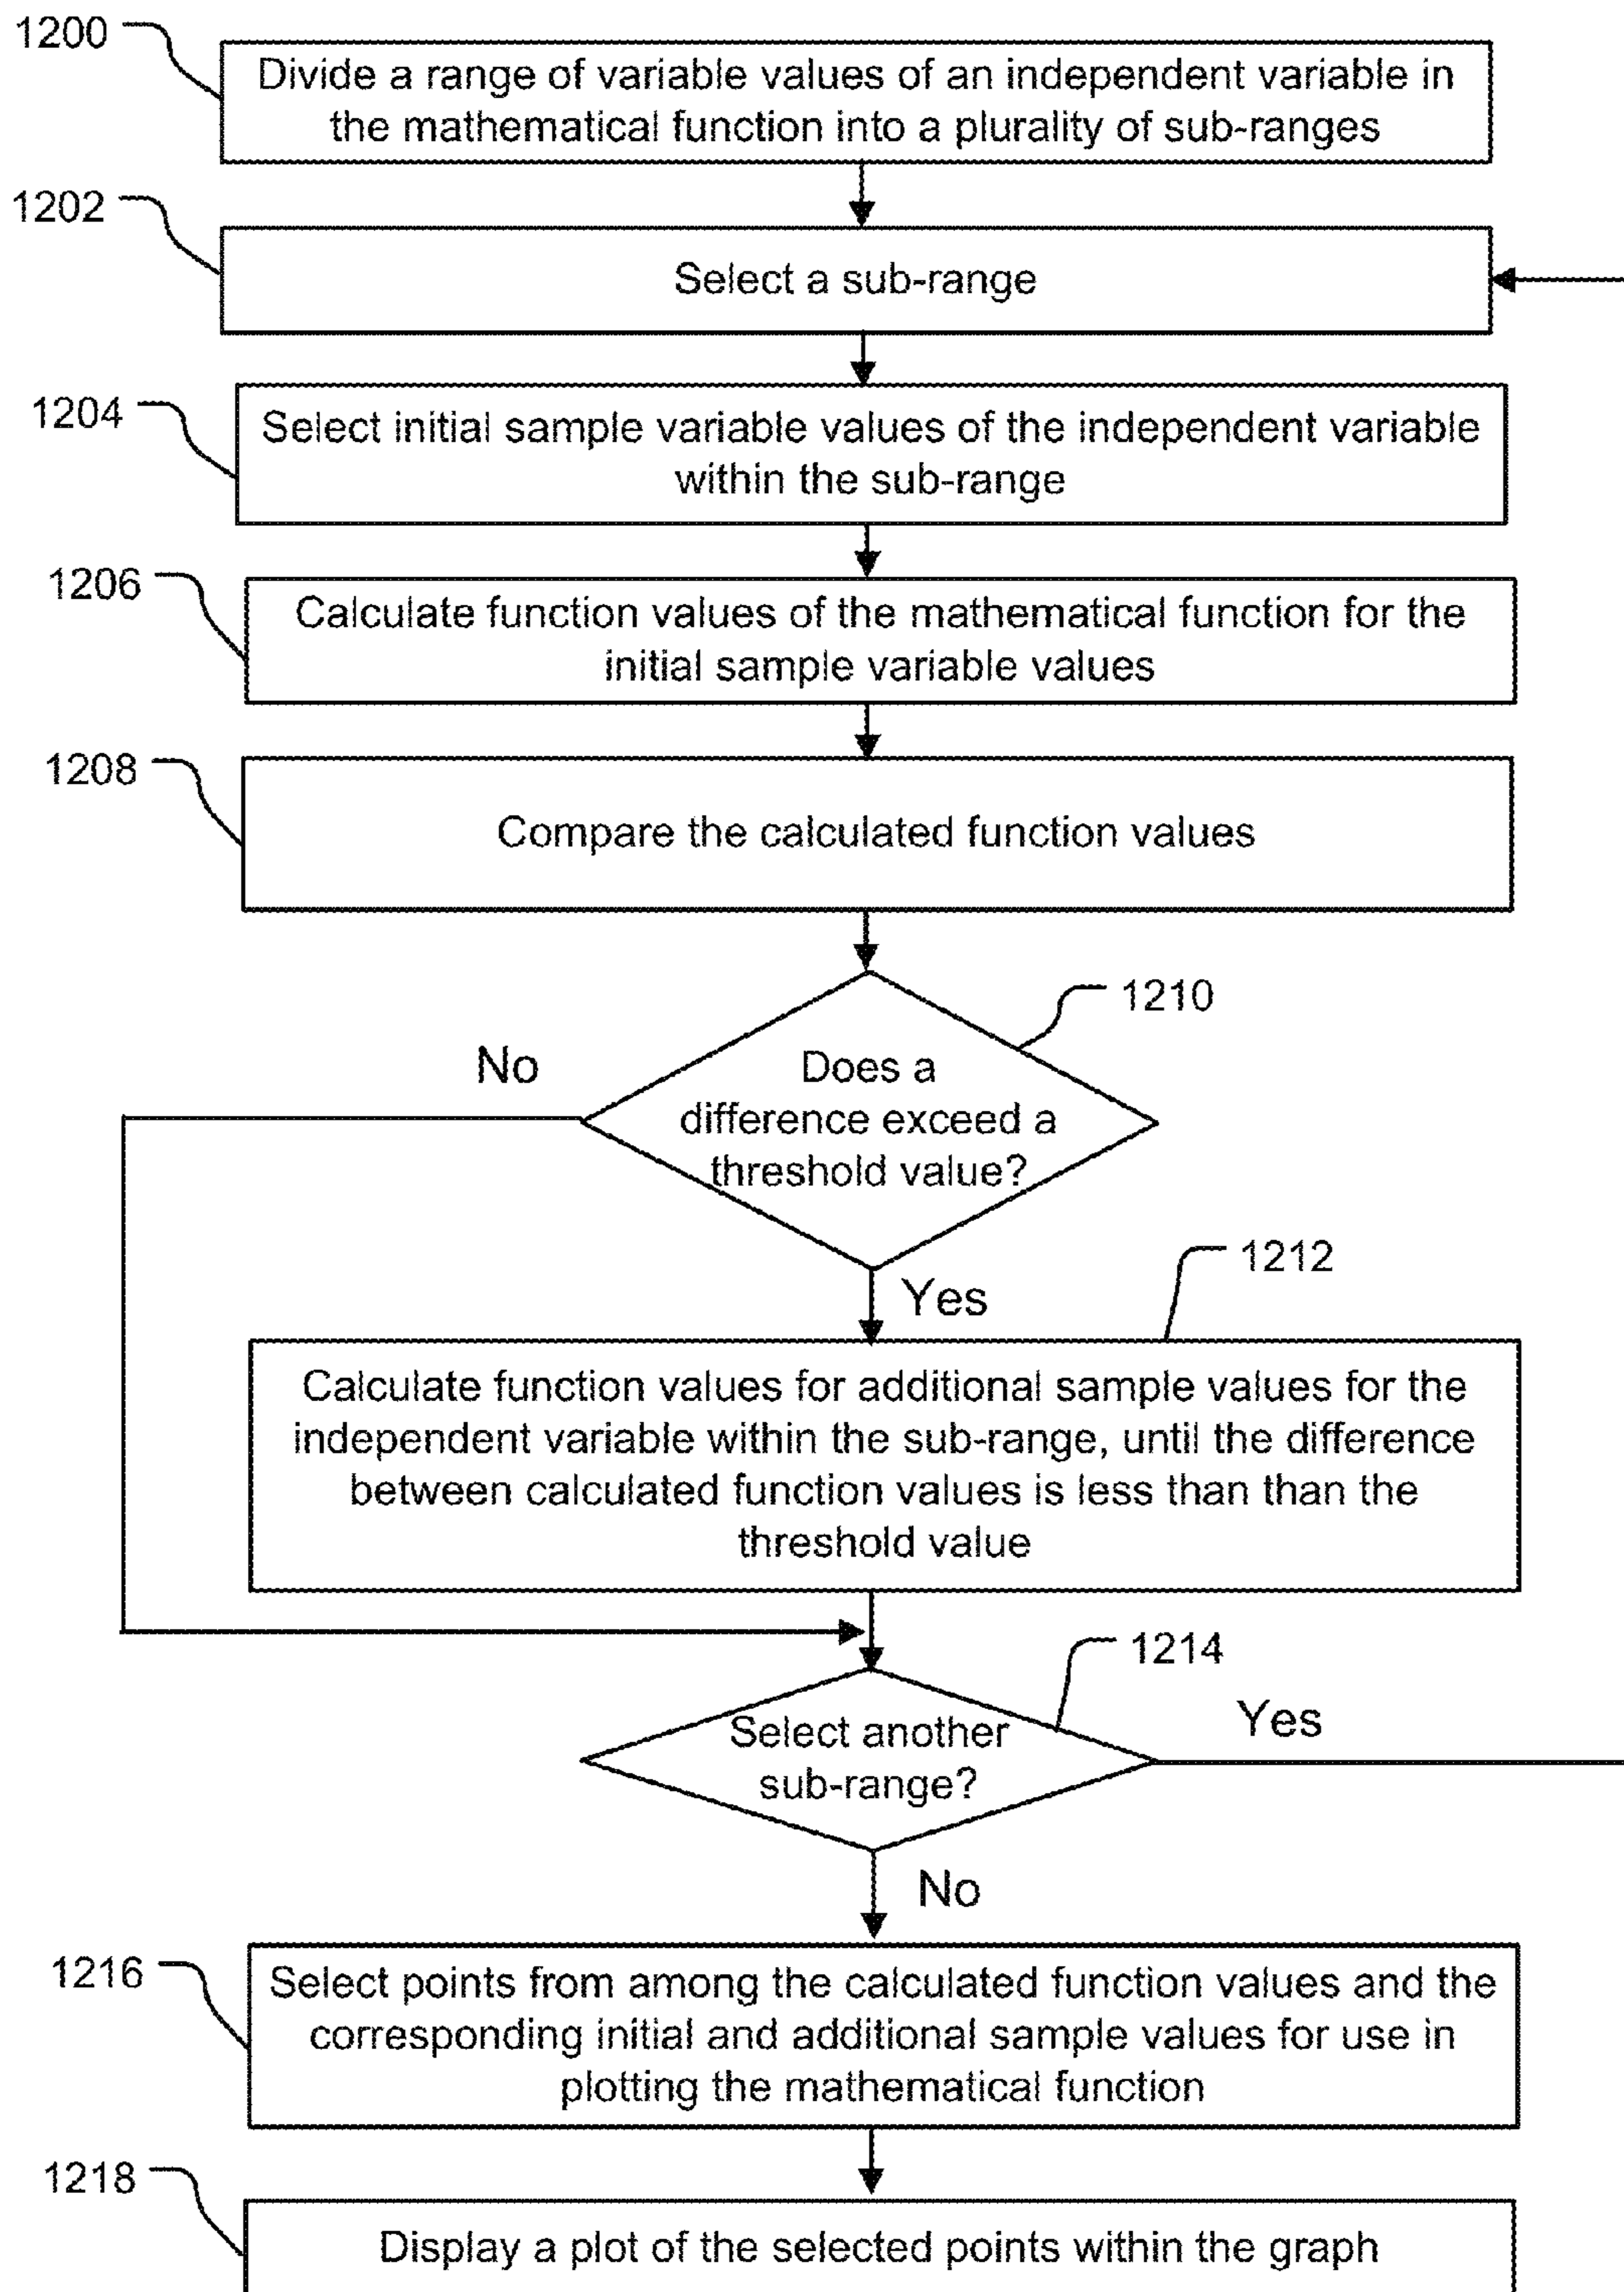 1200
Divide a range of variable values of an independent variable in
the mathematical function into a plurality of sub-ranges
1202
Select a sub-range
1204
Select initial sample variable values of the independent variable
within the sub-range
1206
Calculate function values of the mathematical function for the
initial sample variable values
1208
Compare the calculated function values
1210
No
Does a
difference exceed a
threshold value?
Yes
1212
Calculate function values for additional sample values for the
independent variable within the sub-range, until the difference
between calculated function values is less than than the
threshold value
1214
Select another
sub-range?
Yes
No
1216
Select points from among the calculated function values and the
corresponding initial and additional sample values for use in
plotting the mathematical function
1218
Display a plot of the selected points within the graph